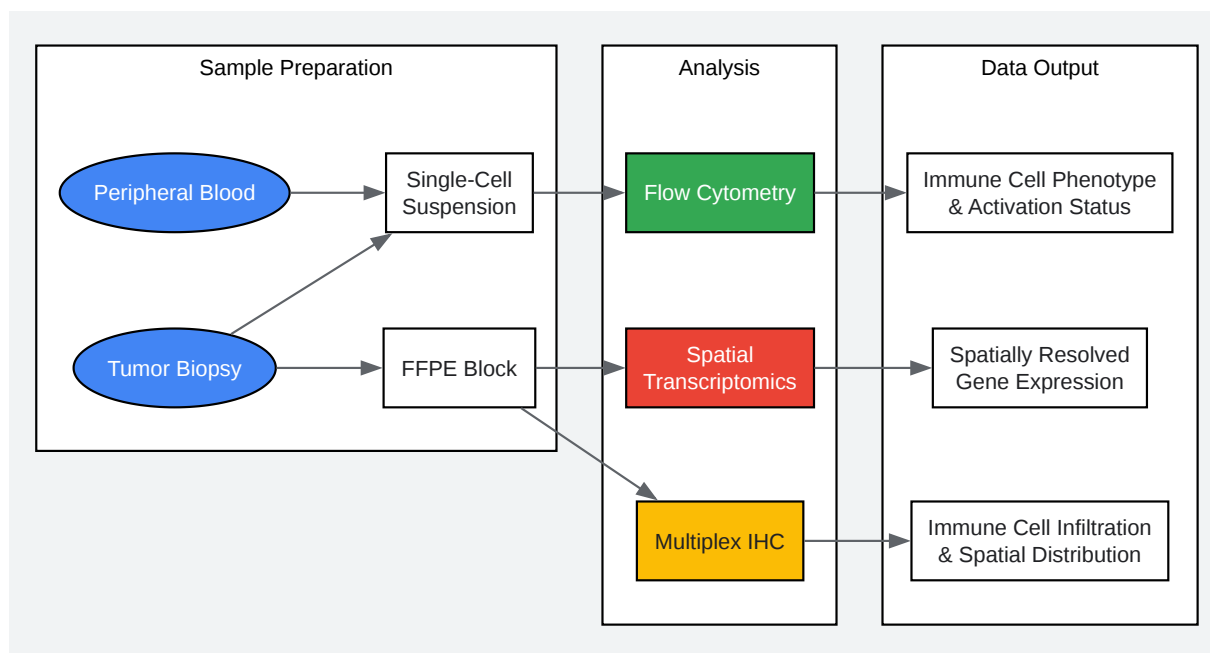 Sample Preparation
Analysis
Data Output
Peripheral Blood
Single-Cell
Suspension
Flow Cytometry
Immune Cell Phenotype
& Activation Status
Tumor Biopsy
FFPE Block
Spatial
Transcriptomics
Spatially Resolved
Gene Expression
Multiplex IHC
Immune Cell Infiltration
& Spatial Distribution